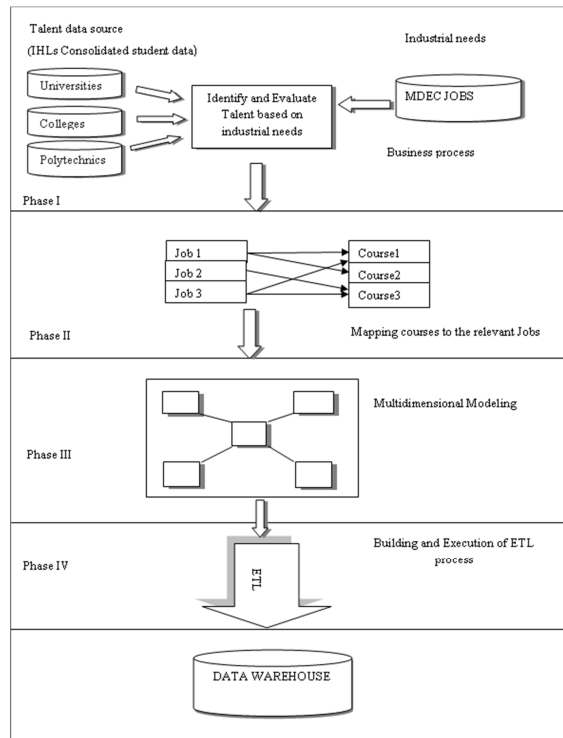 Talent data source
(IHLs Consolidated student data)
Industrial needs
Universities
Colleges
Polytechnics
Identify and Evaluate
Talent based on
industrial needs
MDEC JOBS
Business process
Phase I
Job 1
Job 2
Job 3
Course1
Course2
Course3
Phase II
Mapping courses to the relevant Jobs
Multidimensional Modeling
Phase III
Building and Execution of ETL
process
Phase IV
ETL
DATA WAREHOUSE